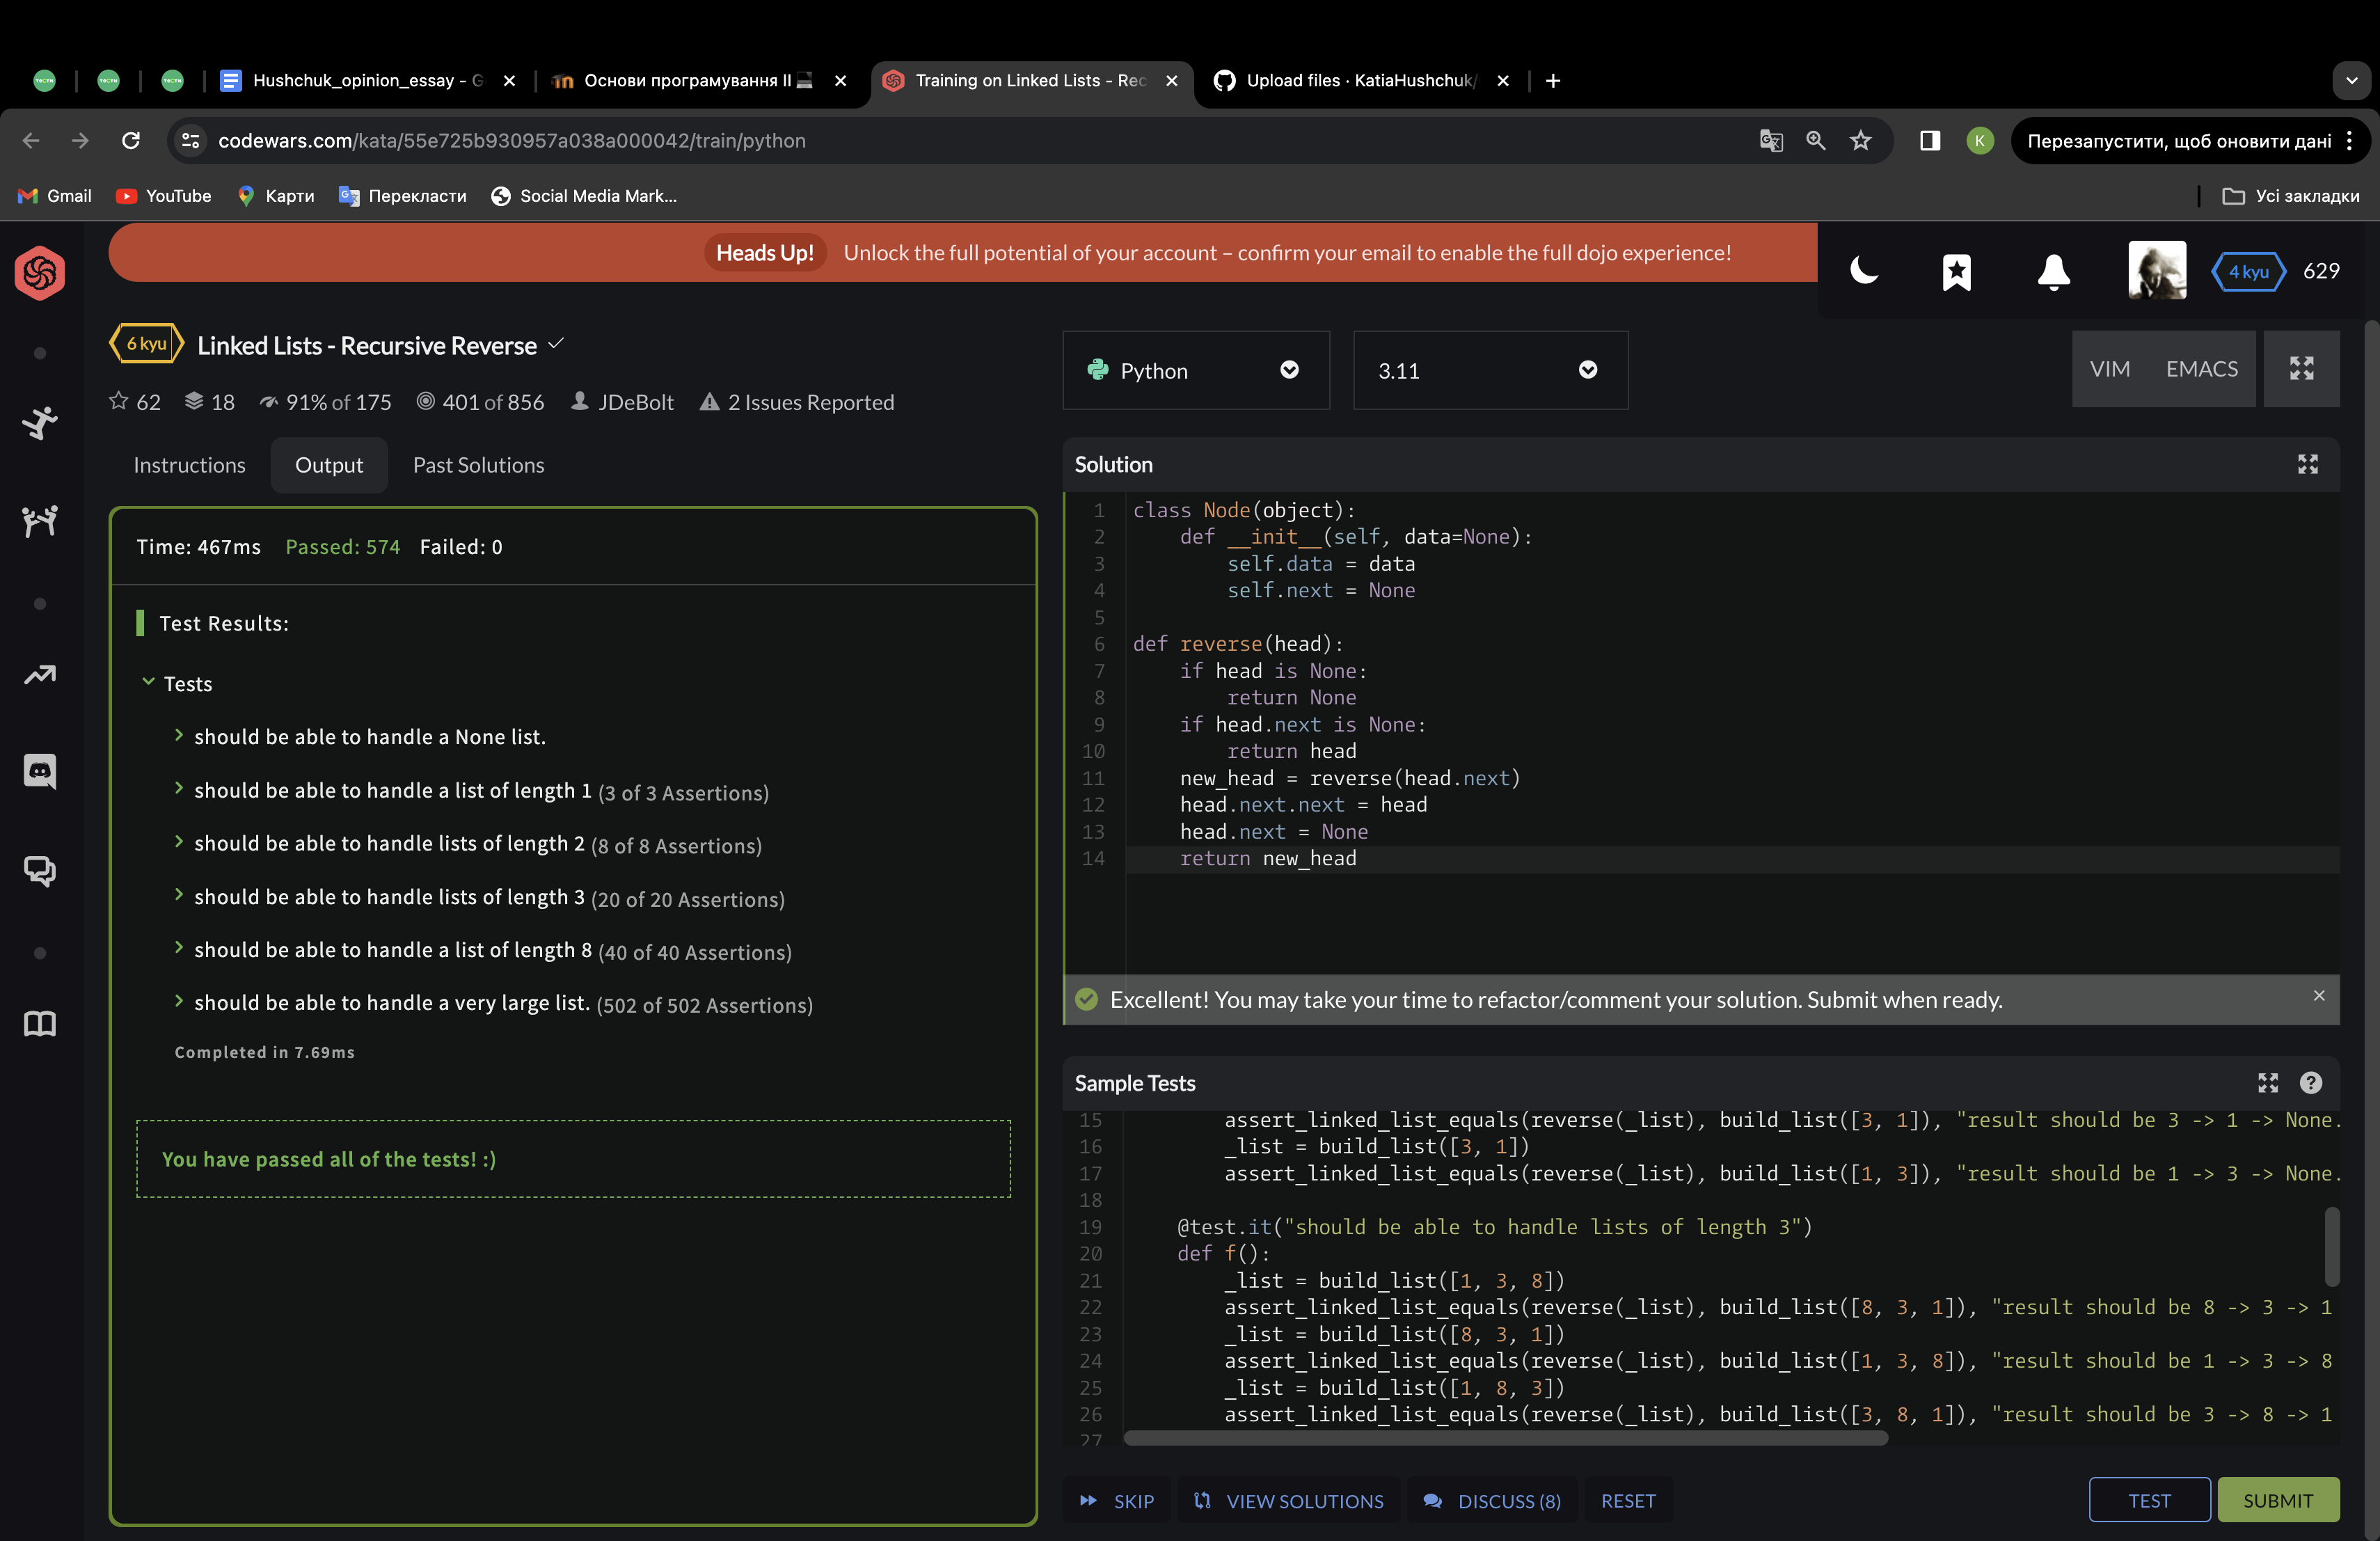 тести
тести
тести
Hushchuk_opinion_essay - G
Основи програмування II
Training on Linked Lists - Rec
Upload files · KatiaHushchuk/
codewars.com/kata/55e725b930957a038a000042/train/python
K
Перезапустити, щоб оновити дані
Gmail
YouTube
Карти
Перекласти
Social Media Mark...
Усі закладки
Heads Up! Unlock the full potential of your account – confirm your email to enable the full dojo experience!
4 kyu
629
6 kyu
Linked Lists - Recursive Reverse
62
18
91% of 175
401 of 856
JDeBolt
2 Issues Reported
Instructions
Output
Past Solutions
Time: 467ms Passed: 574 Failed: 0
Test Results:
Tests
should be able to handle a None list.
should be able to handle a list of length 1 (3 of 3 Assertions)
should be able to handle lists of length 2 (8 of 8 Assertions)
should be able to handle lists of length 3 (20 of 20 Assertions)
should be able to handle a list of length 8 (40 of 40 Assertions)
should be able to handle a very large list. (502 of 502 Assertions)
Completed in 7.69ms
You have passed all of the tests! :)
Python
3.11
VIM
EMACS
Solution
1 class Node(object):
2     def __init__(self, data=None):
3         self.data = data
4         self.next = None
5
6 def reverse(head):
7     if head is None:
8         return None
9     if head.next is None:
10         return head
11     new_head = reverse(head.next)
12     head.next.next = head
13     head.next = None
14     return new_head
Excellent! You may take your time to refactor/comment your solution. Submit when ready.
Sample Tests
15         assert_linked_list_equals(reverse(_list), build_list([3, 1]), "result should be 3 -> 1 -> None.
16         _list = build_list([3, 1])
17         assert_linked_list_equals(reverse(_list), build_list([1, 3]), "result should be 1 -> 3 -> None.
18
19     @test.it("should be able to handle lists of length 3")
20     def f():
21         _list = build_list([1, 3, 8])
22         assert_linked_list_equals(reverse(_list), build_list([8, 3, 1]), "result should be 8 -> 3 -> 1
23         _list = build_list([8, 3, 1])
24         assert_linked_list_equals(reverse(_list), build_list([1, 3, 8]), "result should be 1 -> 3 -> 8
25         _list = build_list([1, 8, 3])
26         assert_linked_list_equals(reverse(_list), build_list([3, 8, 1]), "result should be 3 -> 8 -> 1
27
SKIP
VIEW SOLUTIONS
DISCUSS (8)
RESET
TEST
SUBMIT